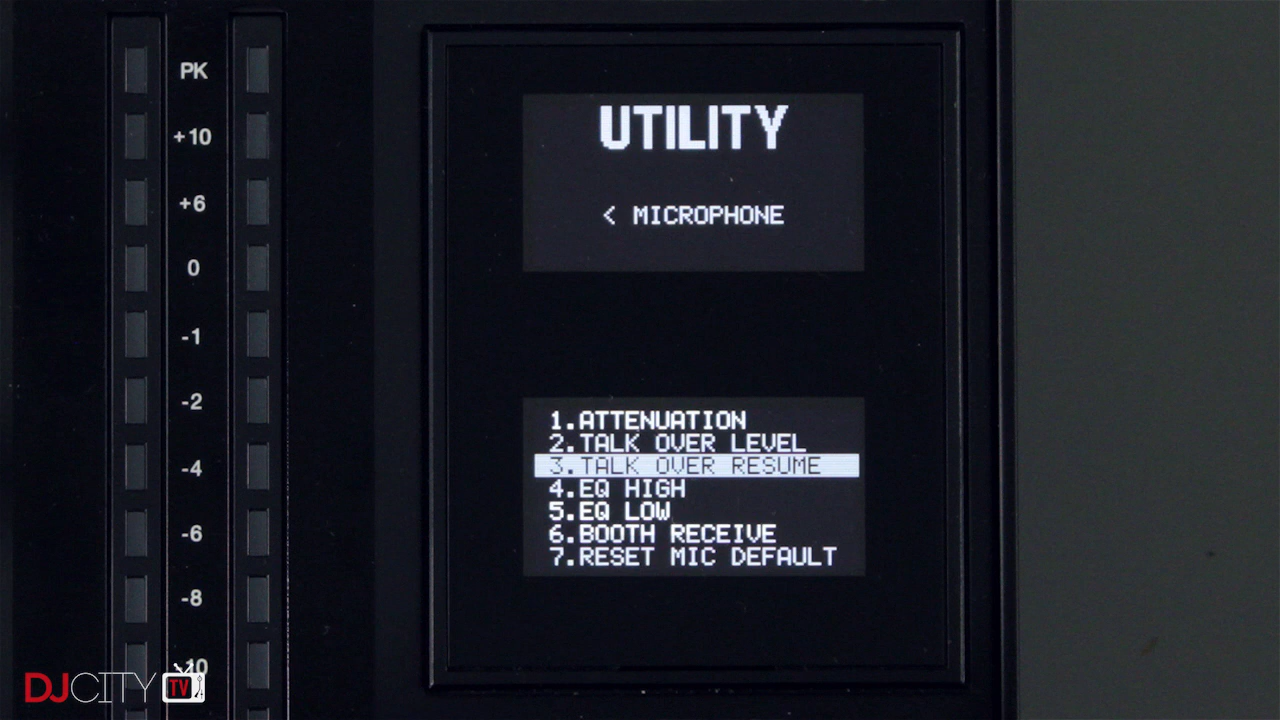 PK
+10
+6
0
-1
-2
-4
-6
-8
-10
UTILITY
< MICROPHONE
1.ATTENUATION
2.TALK OVER LEVEL
3.TALK OVER RESUME
4.EQ HIGH
5.EQ LOW
6.BOOTH RECEIVE
7.RESET MIC DEFAULT
DJCITY TV